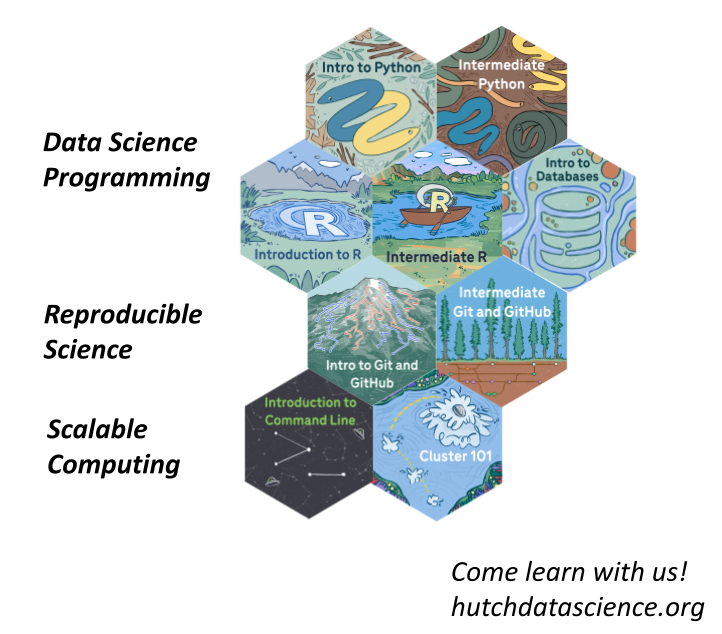 Intro to Python
Intermediate
Python
Data Science
Programming
Intro to
Databases
R
R
Introduction to R
Intermediate R
Reproducible
Science
Intermediate
Git and GitHub
Intro to Git and
GitHub
Scalable
Computing
Introduction to
Command Line
Cluster 101
Come learn with us!
hutchdatascience.org